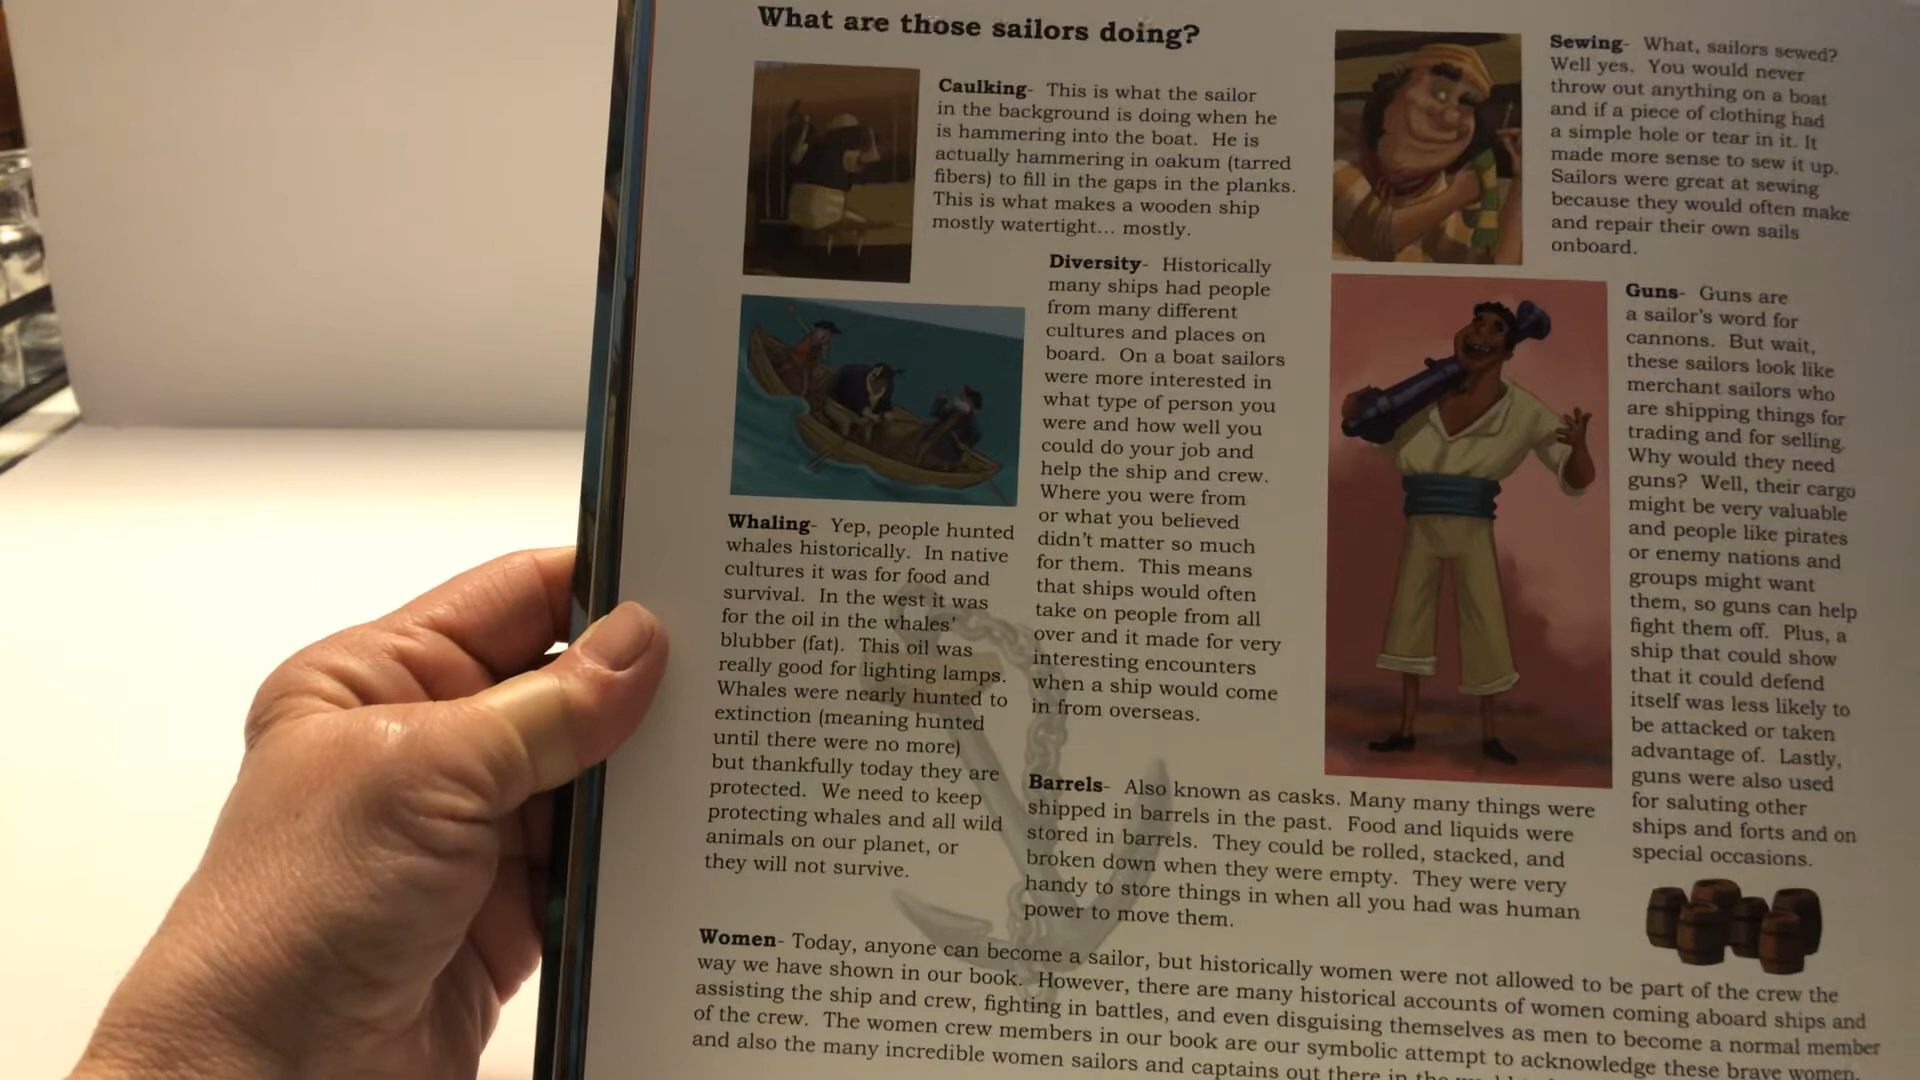 What are those sailors doing?
Caulking- This is what the sailor
in the background is doing when he
is hammering into the boat. He is
actually hammering in oakum (tarred
fibers) to fill in the gaps in the planks.
This is what makes a wooden ship
mostly watertight... mostly.
Diversity- Historically
many ships had people
from many different
cultures and places on
board. On a boat sailors
were more interested in
what type of person you
were and how well you
could do your job and
help the ship and crew.
Where you were from
or what you believed
didn't matter so much
for them. This means
that ships would often
take on people from all
over and it made for very
interesting encounters
when a ship would come
in from overseas.
Whaling- Yep, people hunted
whales historically. In native
cultures it was for food and
survival. In the west it was
for the oil in the whales'
blubber (fat). This oil was
really good for lighting lamps.
Whales were nearly hunted to
extinction (meaning hunted
until there were no more)
but thankfully today they are
protected. We need to keep
protecting whales and all wild
animals on our planet, or
they will not survive.
Sewing- What, sailors sewed?
Well yes. You would never
throw out anything on a boat
and if a piece of clothing had
a simple hole or tear in it. It
made more sense to sew it up.
Sailors were great at sewing
because they would often make
and repair their own sails
onboard.
Guns- Guns are
a sailor's word for
cannons. But wait,
these sailors look like
merchant sailors who
are shipping things for
trading and for selling.
Why would they need
guns? Well, their cargo
might be very valuable
and people like pirates
or enemy nations and
groups might want
them, so guns can help
fight them off. Plus, a
ship that could show
that it could defend
itself was less likely to
be attacked or taken
advantage of. Lastly,
guns were also used
for saluting other
ships and forts and on
special occasions.
Barrels- Also known as casks. Many many things were
shipped in barrels in the past. Food and liquids were
stored in barrels. They could be rolled, stacked, and
broken down when they were empty. They were very
handy to store things in when all you had was human
power to move them.
Women- Today, anyone can become a sailor, but historically women were not allowed to be part of the crew the
way we have shown in our book. However, there are many historical accounts of women coming aboard ships and
assisting the ship and crew, fighting in battles, and even disguising themselves as men to become a normal member
of the crew. The women crew members in our book are our symbolic attempt to acknowledge these brave women,
and also the many incredible women sailors and captains out there in the